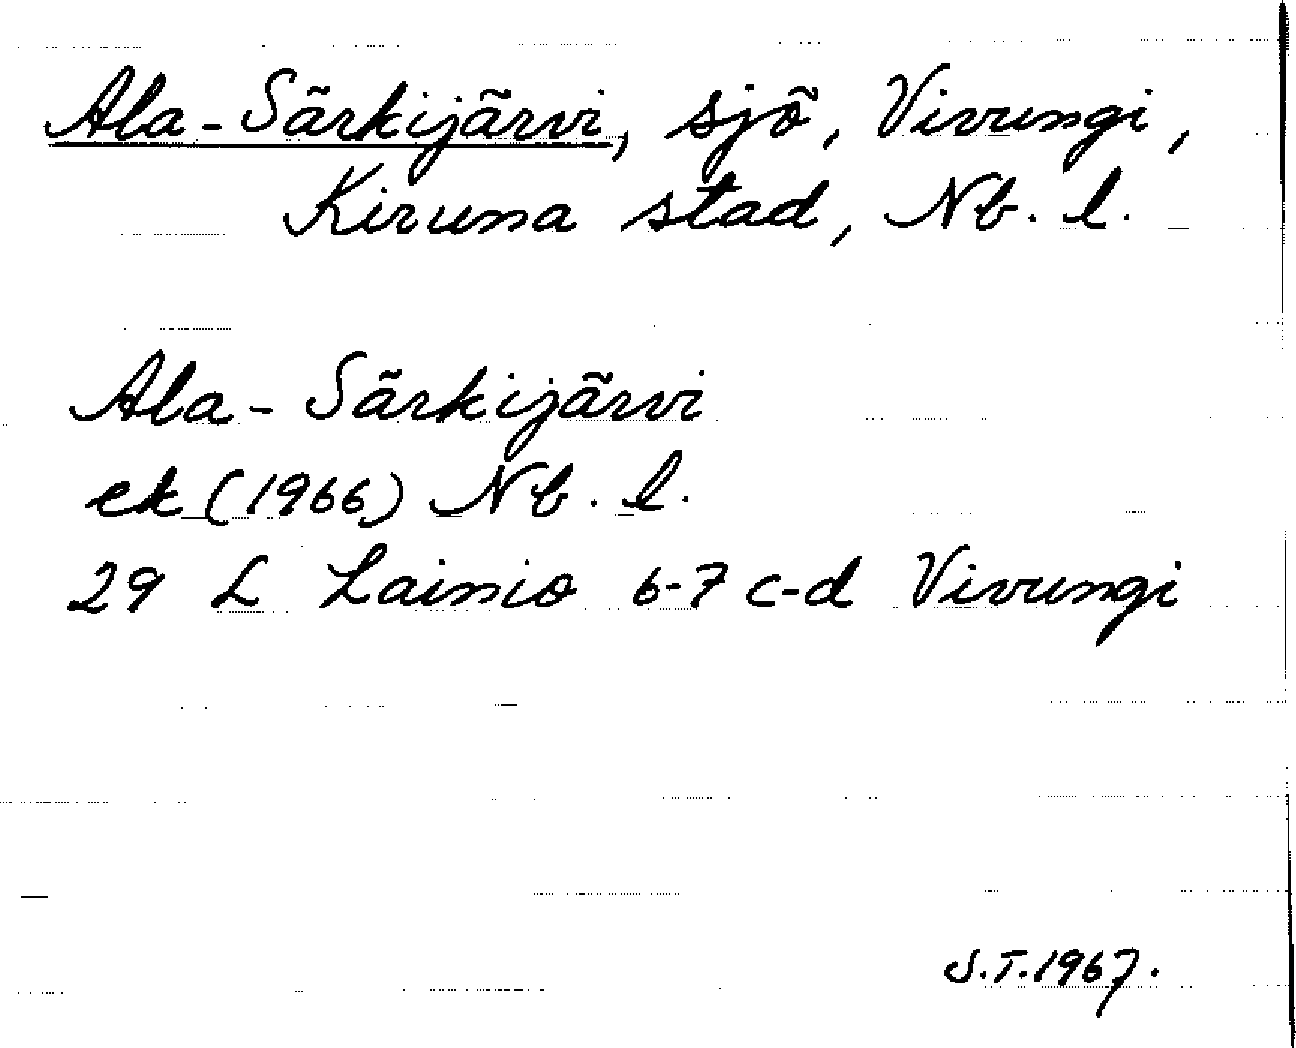 Ala-Särkijärvi, sjö, Vivungi,
Kiruna stad, Nb. l.
Ala-Särkijärvi
ek (1966) Nb. l.
29 L Lainio 6-7 c-d Vivungi
S.T.1967.